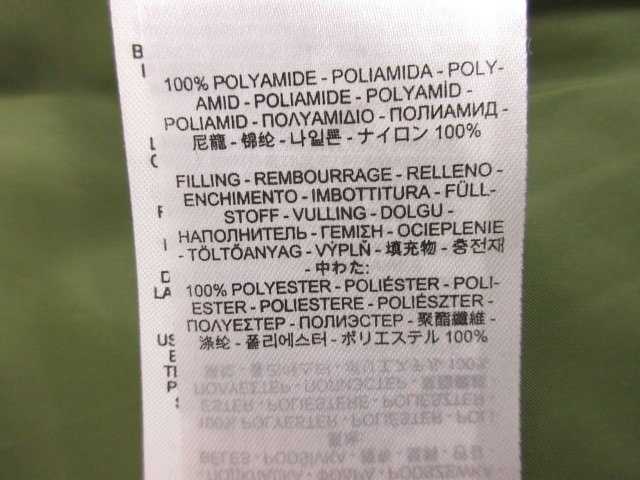 100% POLYAMIDE - POLIAMIDA - POLY-
AMID - POLIAMIDE - POLYAMİD -
POLIAMID - ΠΟΛΥΑΜΙΔΙΟ - ПОЛИАМИД -
尼龍 - 锦纶 - 나일론 - ナイロン 100%
FILLING - REMBOURRAGE - RELLENO -
ENCHIMENTO - IMBOTTITURA - FÜLL-
STOFF - VULLING - DOLGU -
НАПОЛНИТЕЛЬ - ΓΕΜΙΣΗ - OCIEPLENIE
- TÖLTŐANYAG - VÝPLŇ - 填充物 - 충전재
- 中わた:
100% POLYESTER - POLIÉSTER - POLI-
ESTER - POLIESTERE - POLIÉSZTER -
ΠΟΛΥΕΣΤΕΡ - ПОЛИЭСТЕР - 聚酯纖維 -
涤纶 - 폴리에스터 - ポリエステル 100%